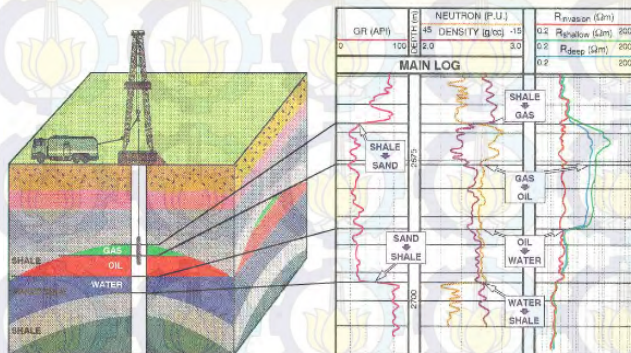 NEUTRON (P.U.)
45 -15
GR (API)
0 100
DEPTH (m)
DENSITY (g/cc)
2.0 3.0
Rinvasion (Ωm)
0.2 200
Rshallow (Ωm)
0.2 200
Rdeep (Ωm)
0.2 200
MAIN LOG
SHALE
GAS
SHALE
SAND
2675
GAS
OIL
SAND
SHALE
OIL
WATER
2700
WATER
SHALE
GAS
SHALE
OIL
WATER
SHALE